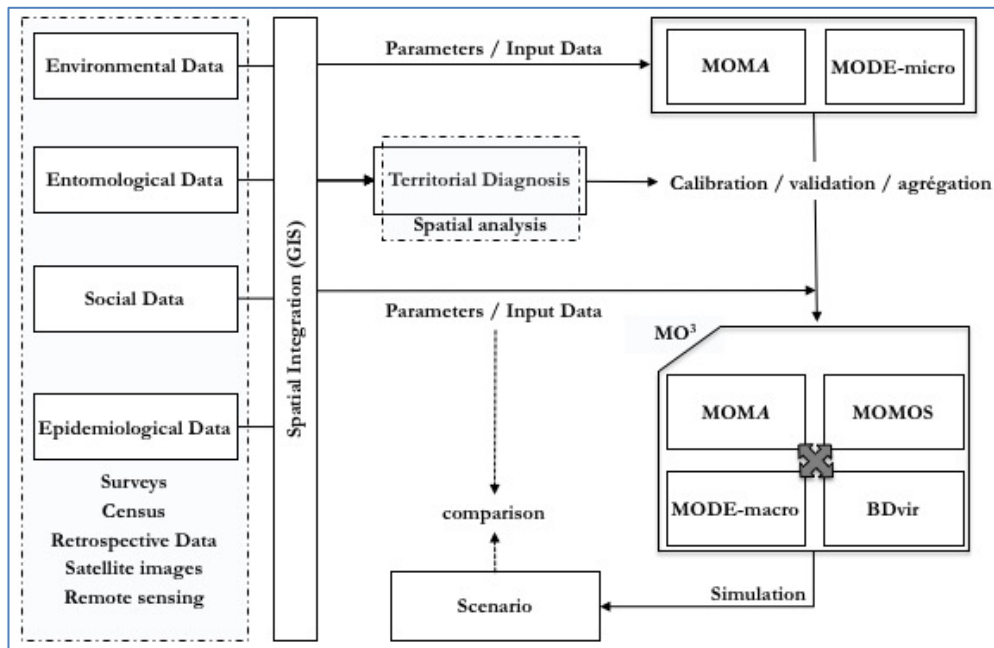 Environmental Data
Entomological Data
Social Data
Epidemiological Data
Surveys
Census
Retrospective Data
Satellite images
Remote sensing
Spatial Integration (GIS)
Parameters / Input Data
MOMA
MODE-micro
Territorial Diagnosis
Spatial analysis
Calibration / validation / agrégation
Parameters / Input Data
MO³
MOMA
MOMOS
MODE-macro
BDvir
comparison
Scenario
Simulation